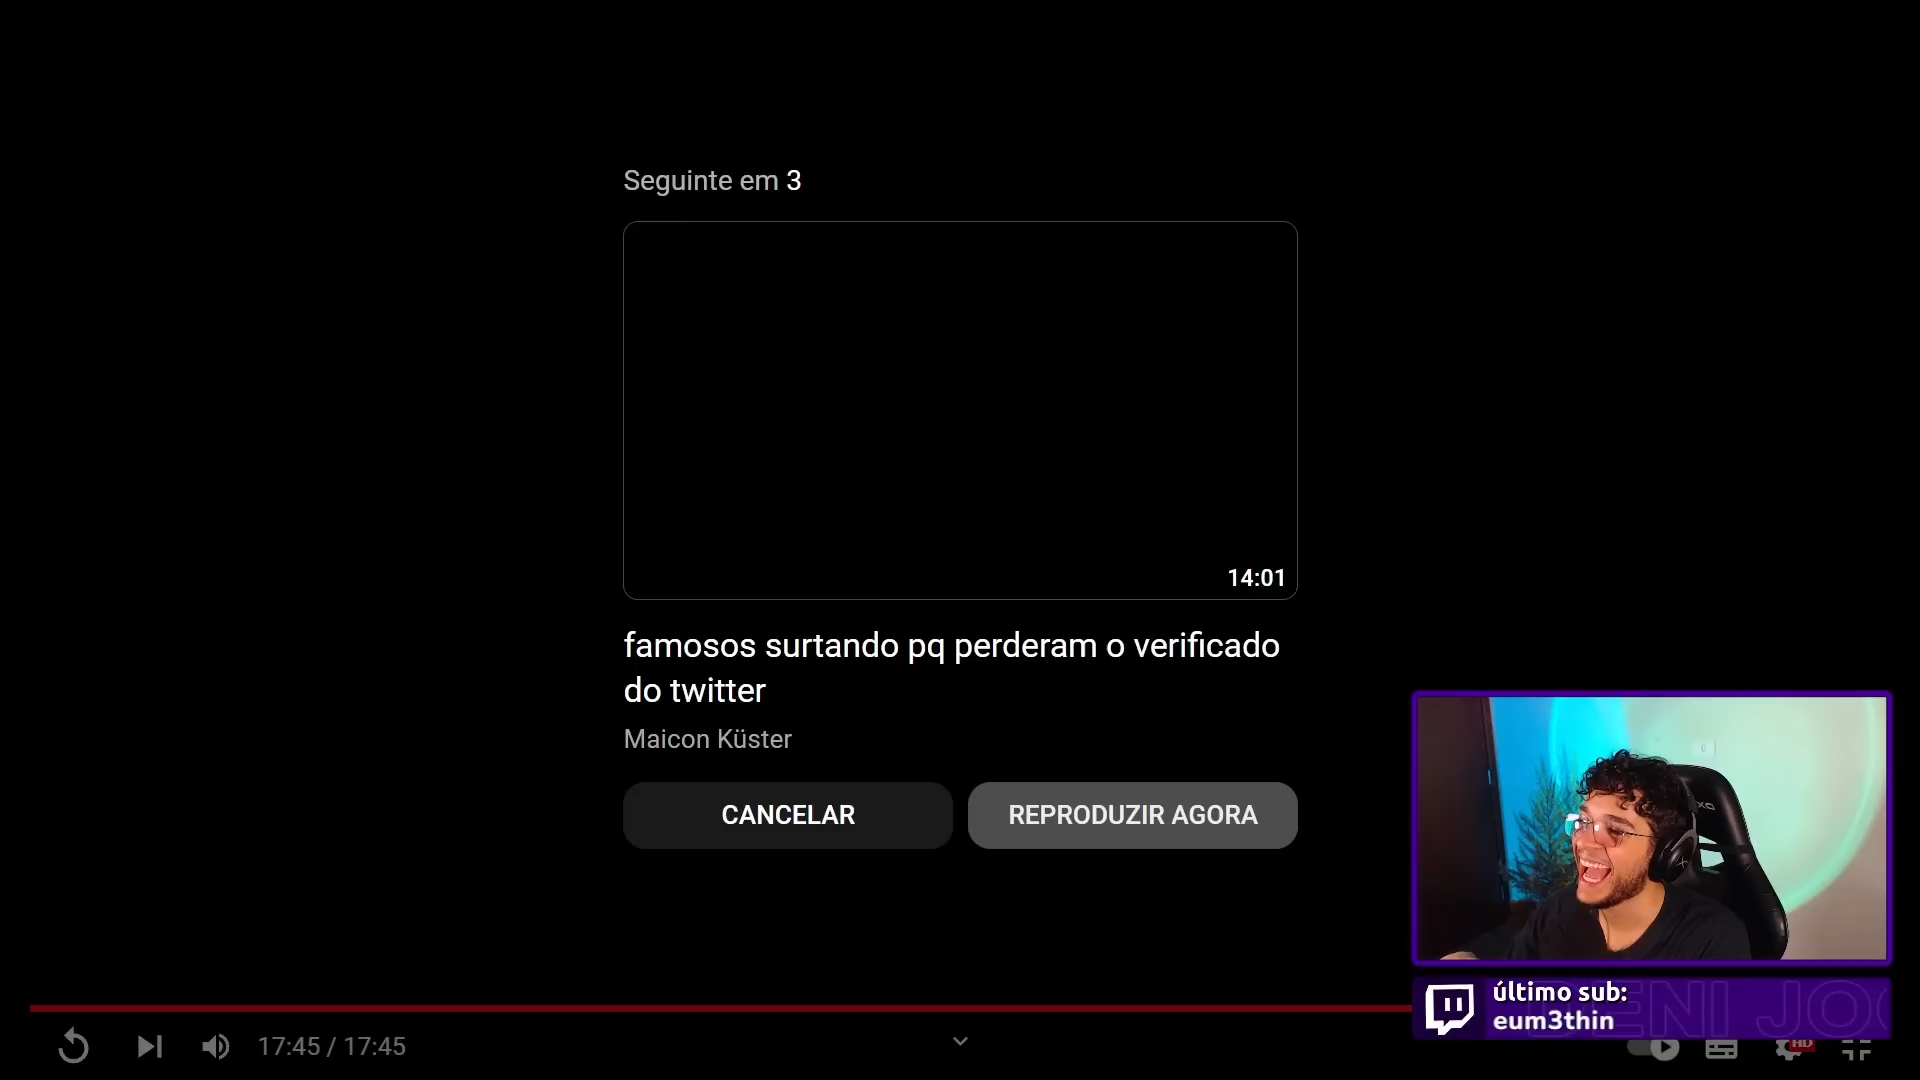 Seguinte em 3
14:01
famosos surtando pq perderam o verificado
do twitter
Maicon Küster
CANCELAR
REPRODUZIR AGORA
último sub:
eum3thin
17:45 / 17:45
HD